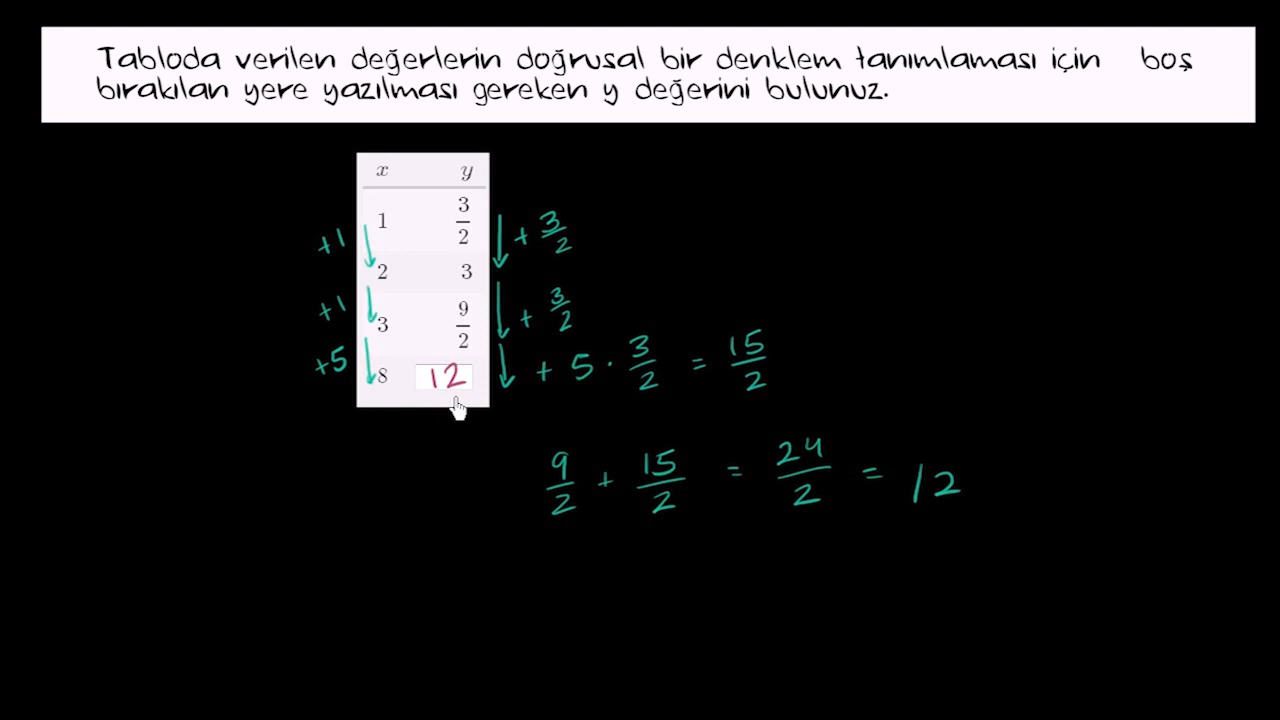 Tabloda verilen değerlerin doğrusal bir denklem tanımlaması için boş
bırakılan yere yazılması gereken y değerini bulunuz.
x y
1 3/2
+1 + 3/2
2 3
+1 + 3/2
3 9/2
+5 + 5 · 3/2 = 15/2
8 12
9/2 + 15/2 = 24/2 = 12